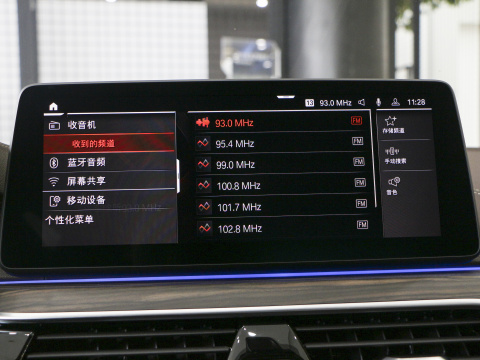 13 93.0 MHz 11:28
收音机
收到的频道
蓝牙音频
屏幕共享
移动设备
个性化菜单
93.0 MHz FM
95.4 MHz FM
99.0 MHz FM
100.8 MHz FM
101.7 MHz FM
102.8 MHz FM
存储频道
手动搜索
音色